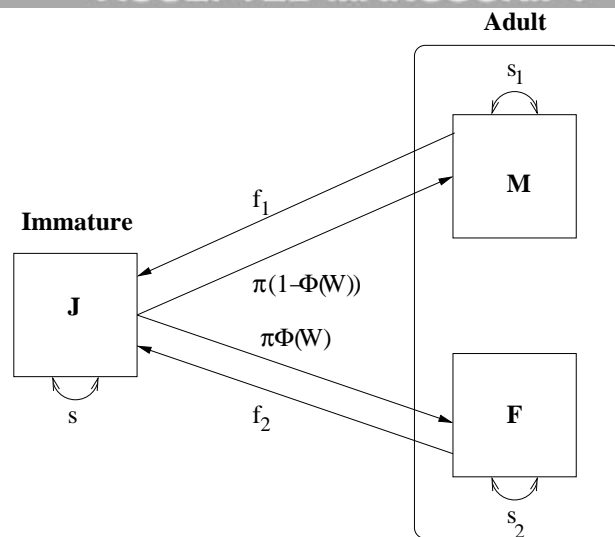 Adult
s1
M
f1
Immature
π(1–Φ(W))
J
πΦ(W)
F
s
f2
s2